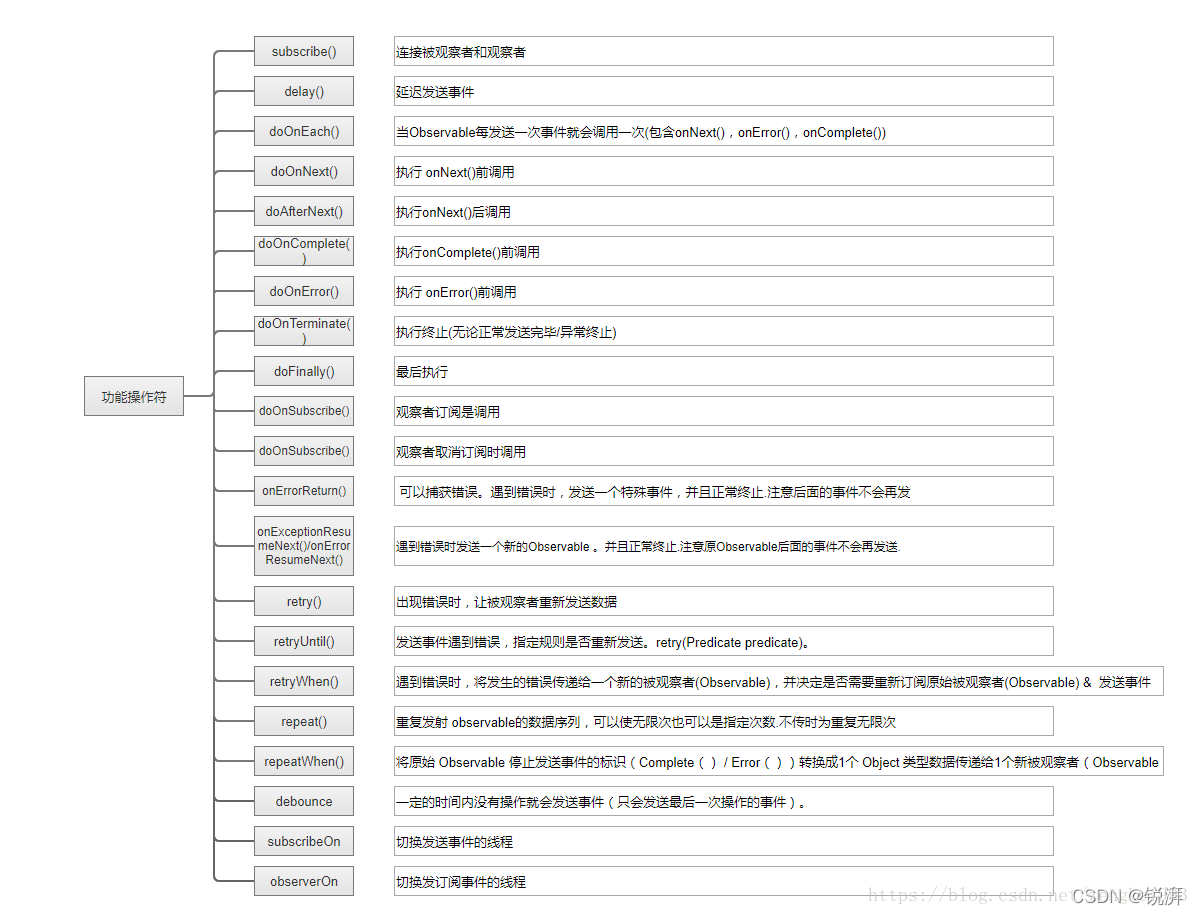 subscribe() 连接被观察者和观察者
delay() 延迟发送事件
doOnEach() 当Observable每发送一次事件就会调用一次(包含onNext()，onError()，onComplete())
doOnNext() 执行 onNext()前调用
doAfterNext() 执行onNext()后调用
doOnComplete(
) 执行onComplete()前调用
doOnError() 执行 onError()前调用
doOnTerminate(
) 执行终止(无论正常发送完毕/异常终止)
doFinally() 最后执行
功能操作符
doOnSubscribe() 观察者订阅是调用
doOnSubscribe() 观察者取消订阅时调用
onErrorReturn() 可以捕获错误。遇到错误时，发送一个特殊事件，并且正常终止.注意后面的事件不会再发
onExceptionResu
meNext()/onError
ResumeNext()
遇到错误时发送一个新的Observable 。并且正常终止.注意原Observable后面的事件不会再发送.
retry() 出现错误时，让被观察者重新发送数据
retryUntil() 发送事件遇到错误，指定规则是否重新发送。retry(Predicate predicate)。
retryWhen() 遇到错误时，将发生的错误传递给一个新的被观察者(Observable)，并决定是否需要重新订阅原始被观察者(Observable)＆ 发送事件
repeat() 重复发射 observable的数据序列，可以使无限次也可以是指定次数.不传时为重复无限次
repeatWhen() 将原始 Observable 停止发送事件的标识（Complete（） / Error（））转换成1个 Object 类型数据传递给1个新被观察者（Observable
debounce 一定的时间内没有操作就会发送事件（只会发送最后一次操作的事件）。
subscribeOn 切换发送事件的线程
observerOn 切换发订阅事件的线程
https://blog.csdn.net
CSDN @锐湃